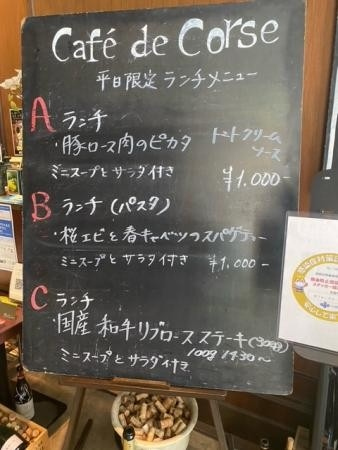 Café de Corse
平日限定 ランチメニュー
A ランチ
・豚ロース肉のピカタ トマトクリーム
ソース
ミニスープとサラダ付き ¥1,000-
B ランチ (パスタ)
・桜エビと春キャベツのスパゲティー
ミニスープとサラダ付き ¥1,000-
C ランチ
・国産 和牛リブロースステーキ
ミニスープとサラダ付き 100g